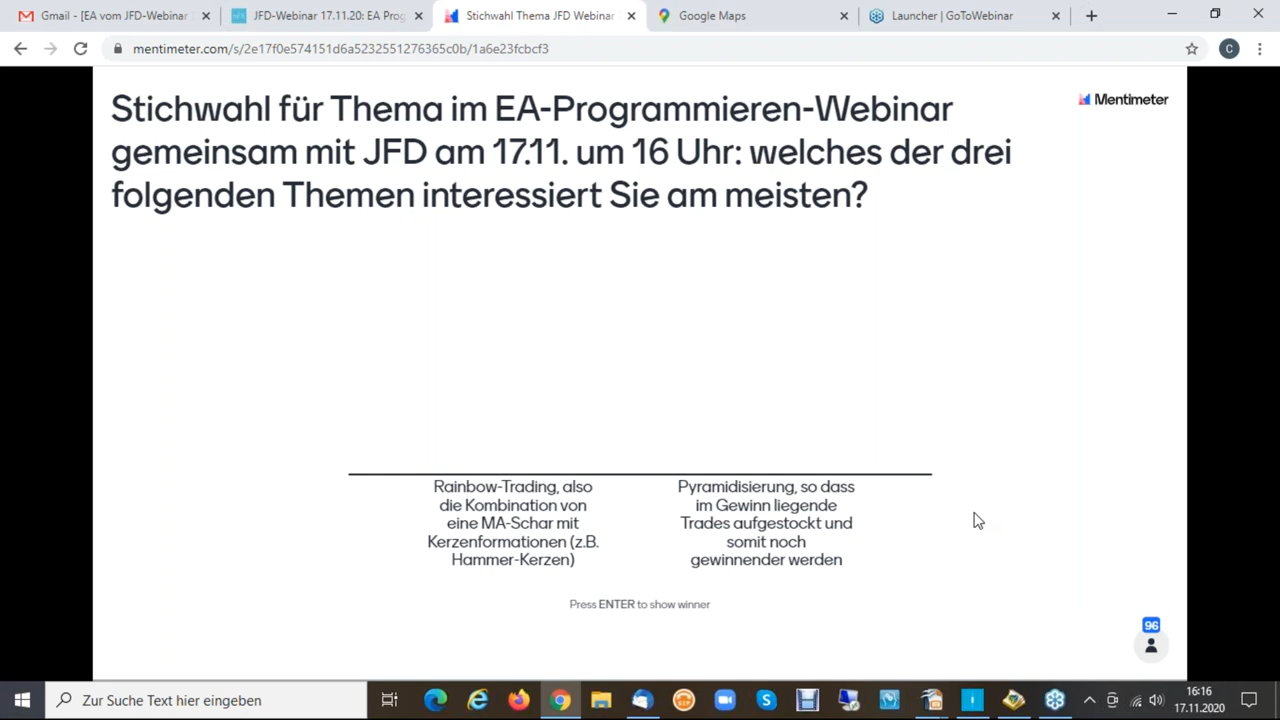 Gmail - [EA vom JFD-Webinar
JFD-Webinar 17.11.20: EA Prog
Stichwahl Thema JFD Webinar
Google Maps
Launcher | GoToWebinar
mentimeter.com/s/2e17f0e574151d6a5232551276365c0b/1a6e23fcbcf3
C
Stichwahl für Thema im EA-Programmieren-Webinar
gemeinsam mit JFD am 17.11. um 16 Uhr: welches der drei
folgenden Themen interessiert Sie am meisten?
Mentimeter
Rainbow-Trading, also
die Kombination von
eine MA-Schar mit
Kerzenformationen (z.B.
Hammer-Kerzen)
Pyramidisierung, so dass
im Gewinn liegende
Trades aufgestockt und
somit noch
gewinnender werden
Press ENTER to show winner
96
Zur Suche Text hier eingeben
16:16
17.11.2020